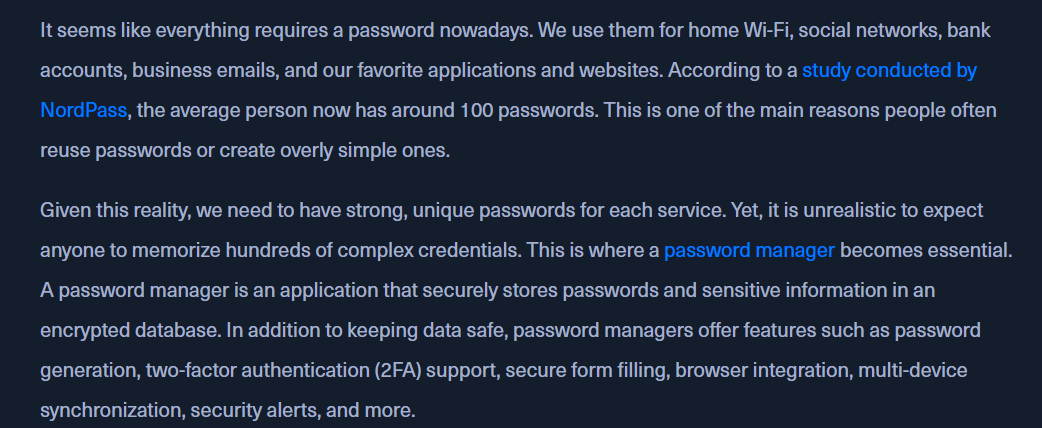 It seems like everything requires a password nowadays. We use them for home Wi-Fi, social networks, bank
accounts, business emails, and our favorite applications and websites. According to a study conducted by
NordPass, the average person now has around 100 passwords. This is one of the main reasons people often
reuse passwords or create overly simple ones.
Given this reality, we need to have strong, unique passwords for each service. Yet, it is unrealistic to expect
anyone to memorize hundreds of complex credentials. This is where a password manager becomes essential.
A password manager is an application that securely stores passwords and sensitive information in an
encrypted database. In addition to keeping data safe, password managers offer features such as password
generation, two-factor authentication (2FA) support, secure form filling, browser integration, multi-device
synchronization, security alerts, and more.